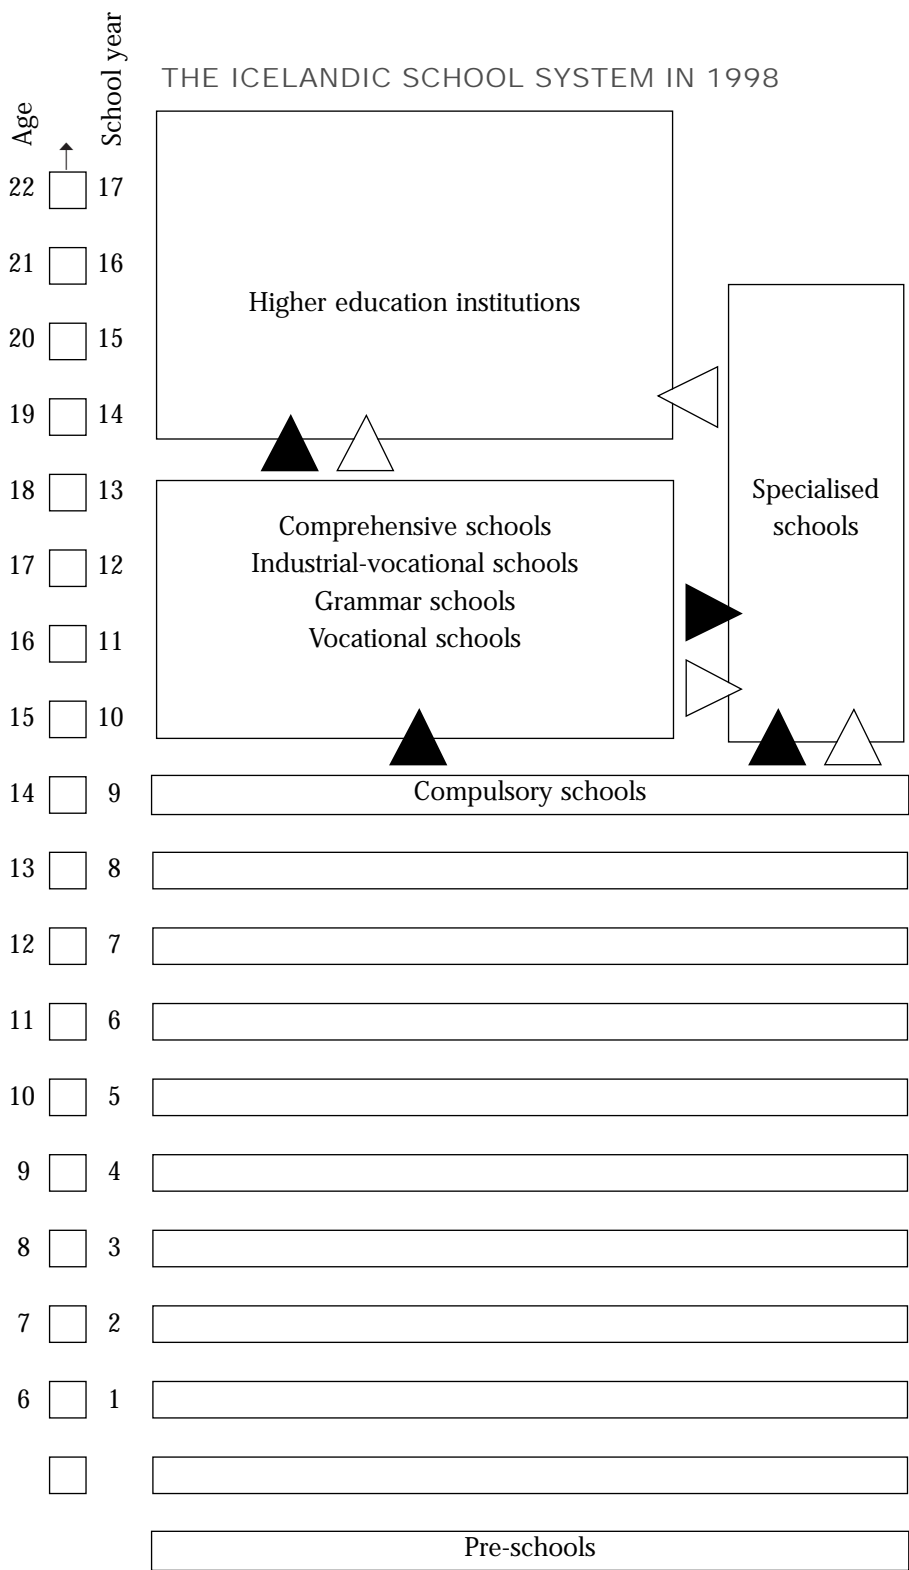 THE ICELANDIC SCHOOL SYSTEM IN 1998
Age
School year
22 17
21 16
Higher education institutions
20 15
19 14
18 13
Specialised
schools
Comprehensive schools
17 12
Industrial-vocational schools
Grammar schools
16 11
Vocational schools
15 10
14 9
Compulsory schools
13 8
12 7
11 6
10 5
9 4
8 3
7 2
6 1
Pre-schools